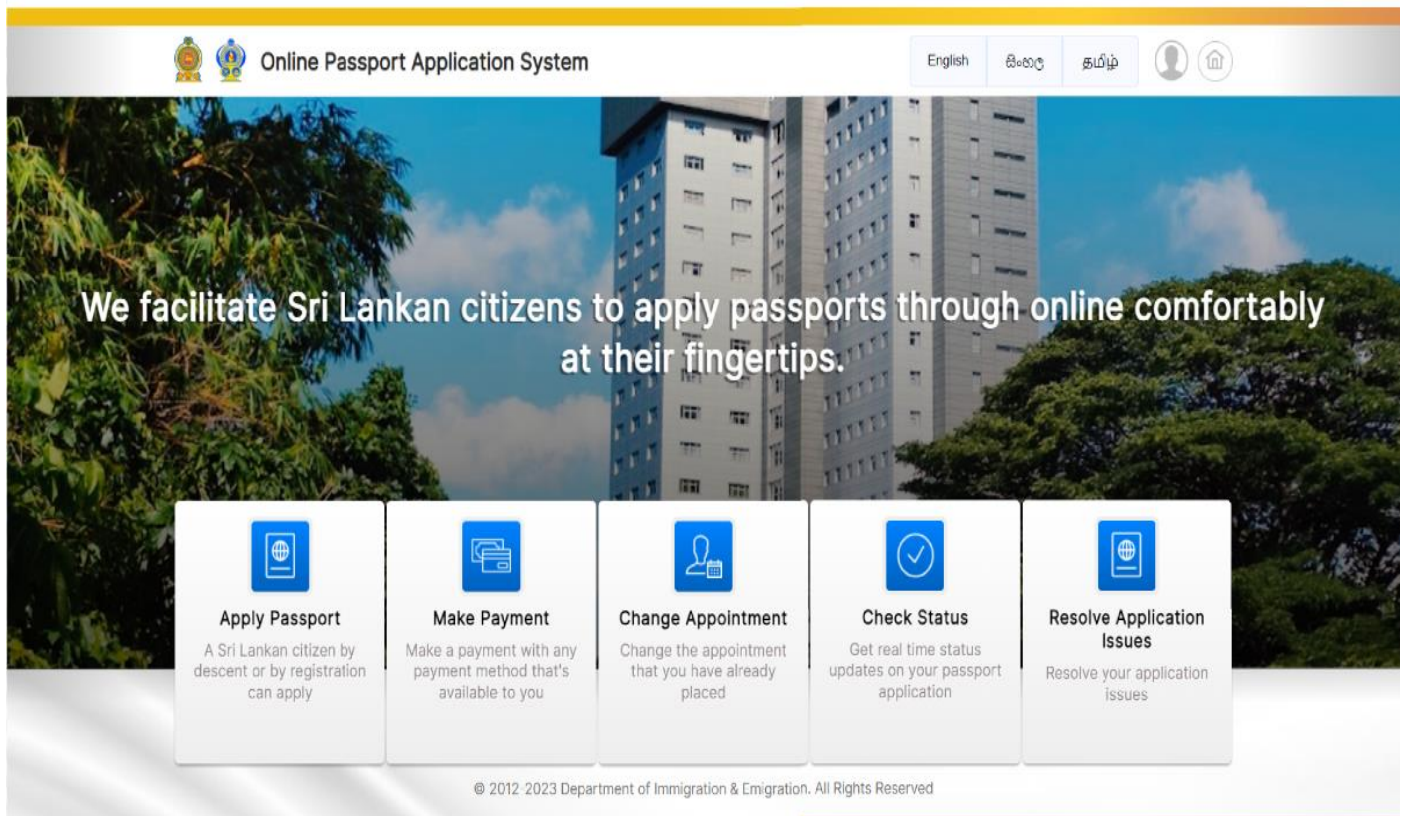 Online Passport Application System
English
සිංහල
தமிழ்
We facilitate Sri Lankan citizens to apply passports through online comfortably
at their fingertips.
Apply Passport
A Sri Lankan citizen by
descent or by registration
can apply
Make Payment
Make a payment with any
payment method that's
available to you
Change Appointment
Change the appointment
that you have already
placed
Check Status
Get real time status
updates on your passport
application
Resolve Application
Issues
Resolve your application
issues
© 2012-2023 Department of Immigration & Emigration. All Rights Reserved